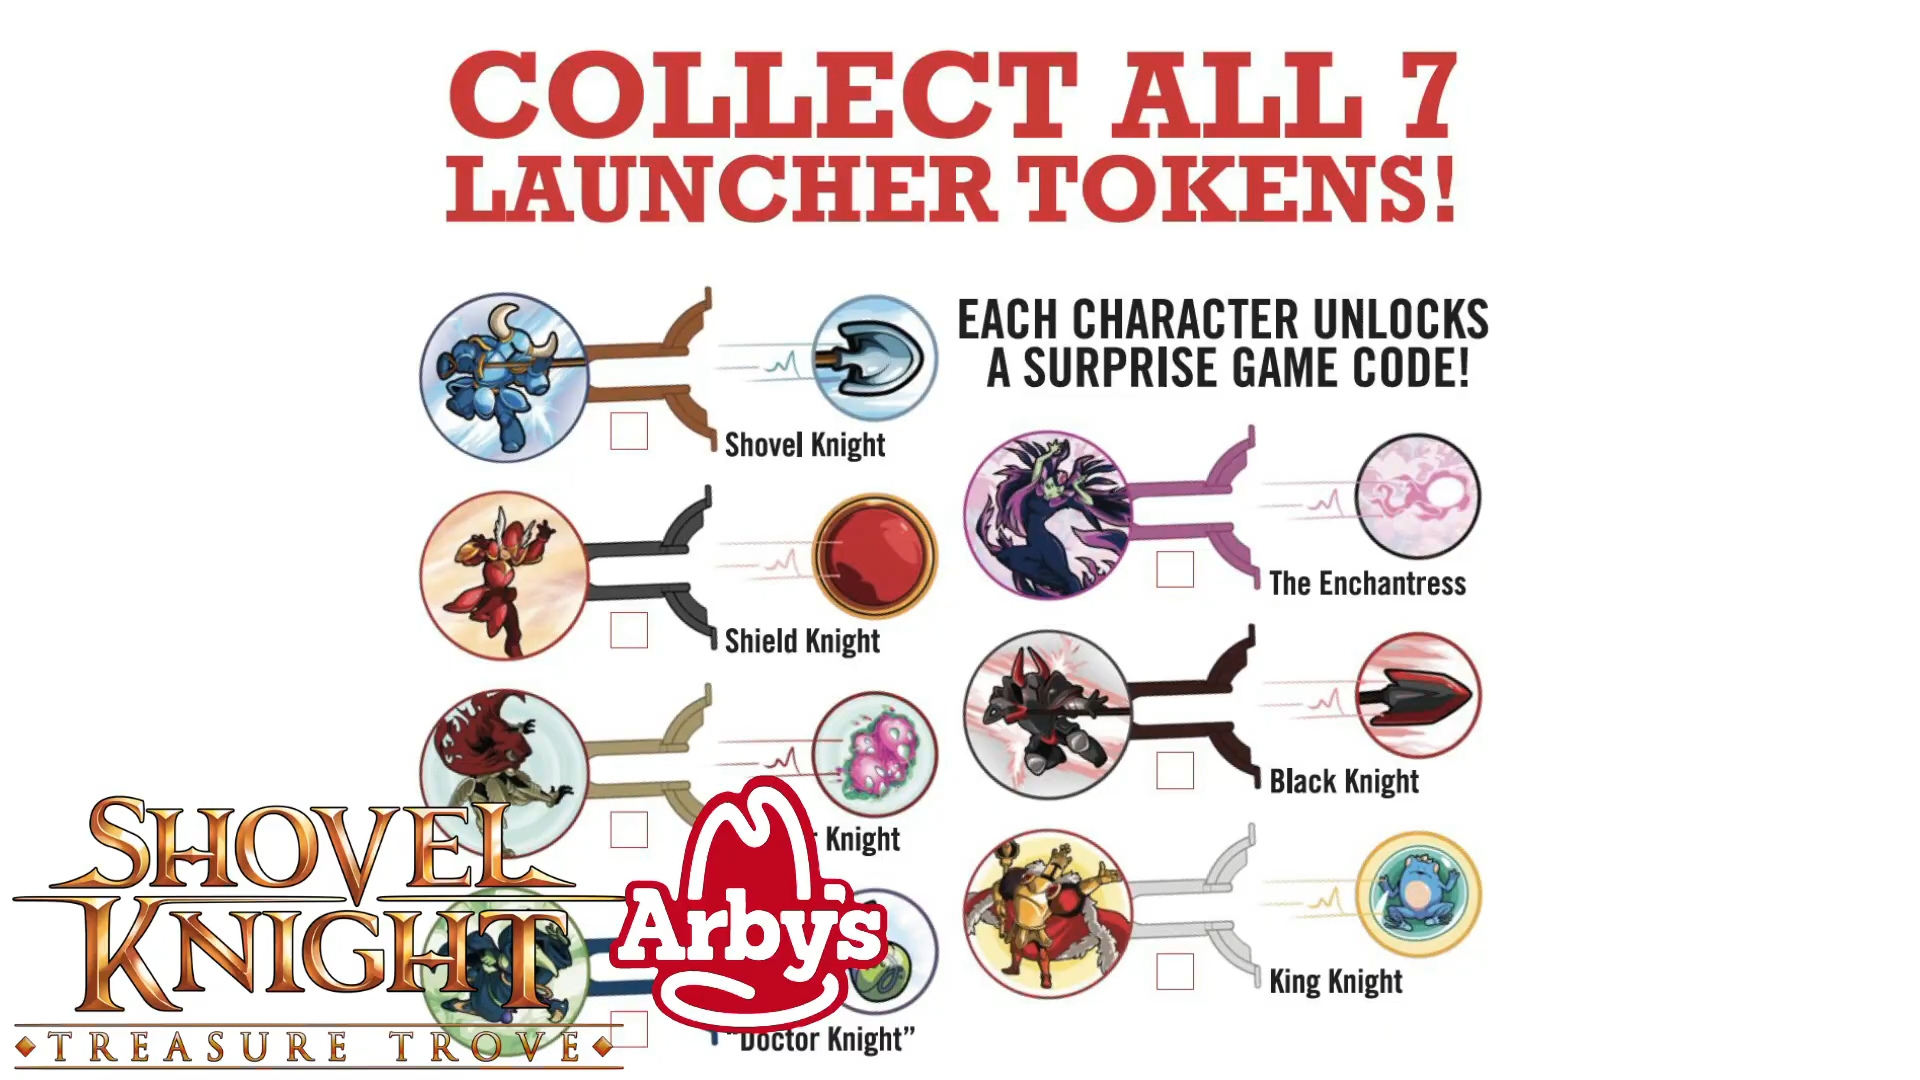 COLLECT ALL 7
LAUNCHER TOKENS!
EACH CHARACTER UNLOCKS
A SURPRISE GAME CODE!
Shovel Knight
The Enchantress
Shield Knight
Black Knight
Knight
King Knight
"Doctor Knight"
SHOVEL
KNIGHT
TREASURE TROVE
Arby's